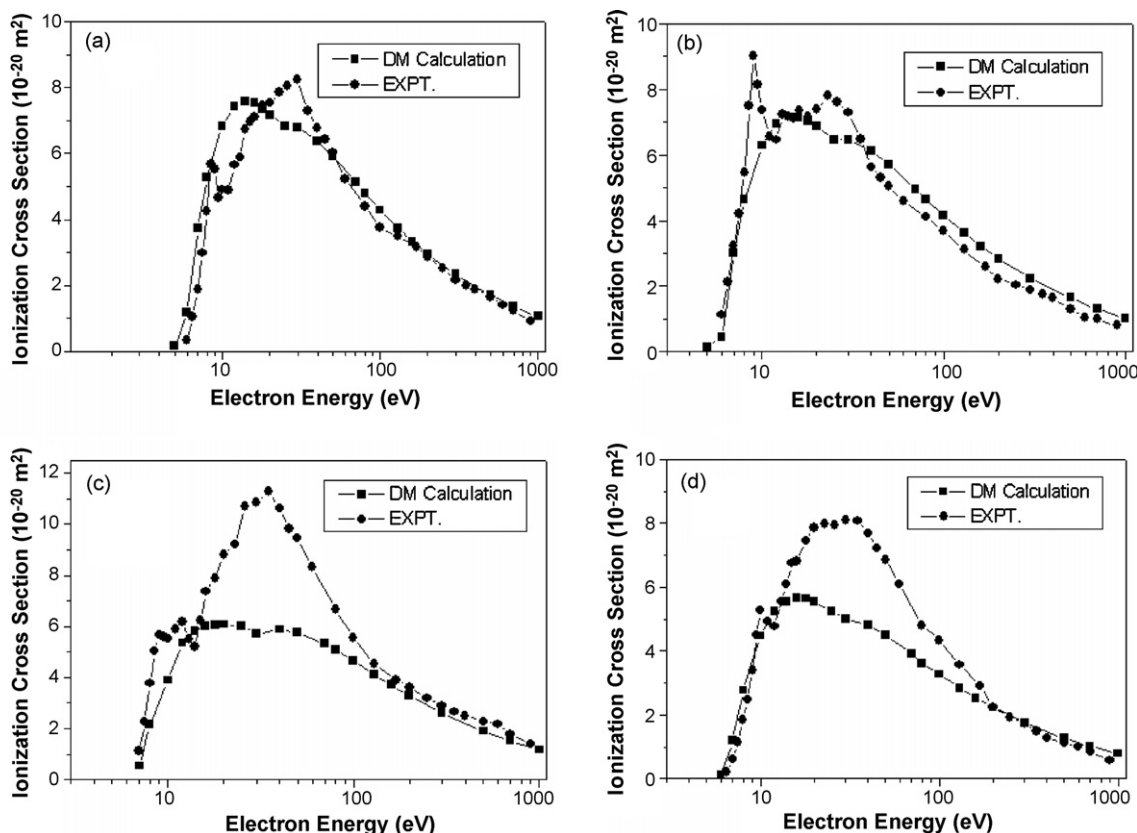 (a)
DM Calculation
EXPT.
10
8
6
4
2
0
Ionization Cross Section (10⁻²⁰ m²)
10 100 1000
Electron Energy (eV)
(b)
DM Calculation
EXPT.
10
8
6
4
2
0
Ionization Cross Section (10⁻²⁰ m²)
10 100 1000
Electron Energy (eV)
(c)
DM Calculation
EXPT.
12
10
8
6
4
2
0
Ionization Cross Section (10⁻²⁰ m²)
10 100 1000
Electron Energy (eV)
(d)
DM Calculation
EXPT.
10
8
6
4
2
0
Ionization Cross Section (10⁻²⁰ m²)
10 100 1000
Electron Energy (eV)